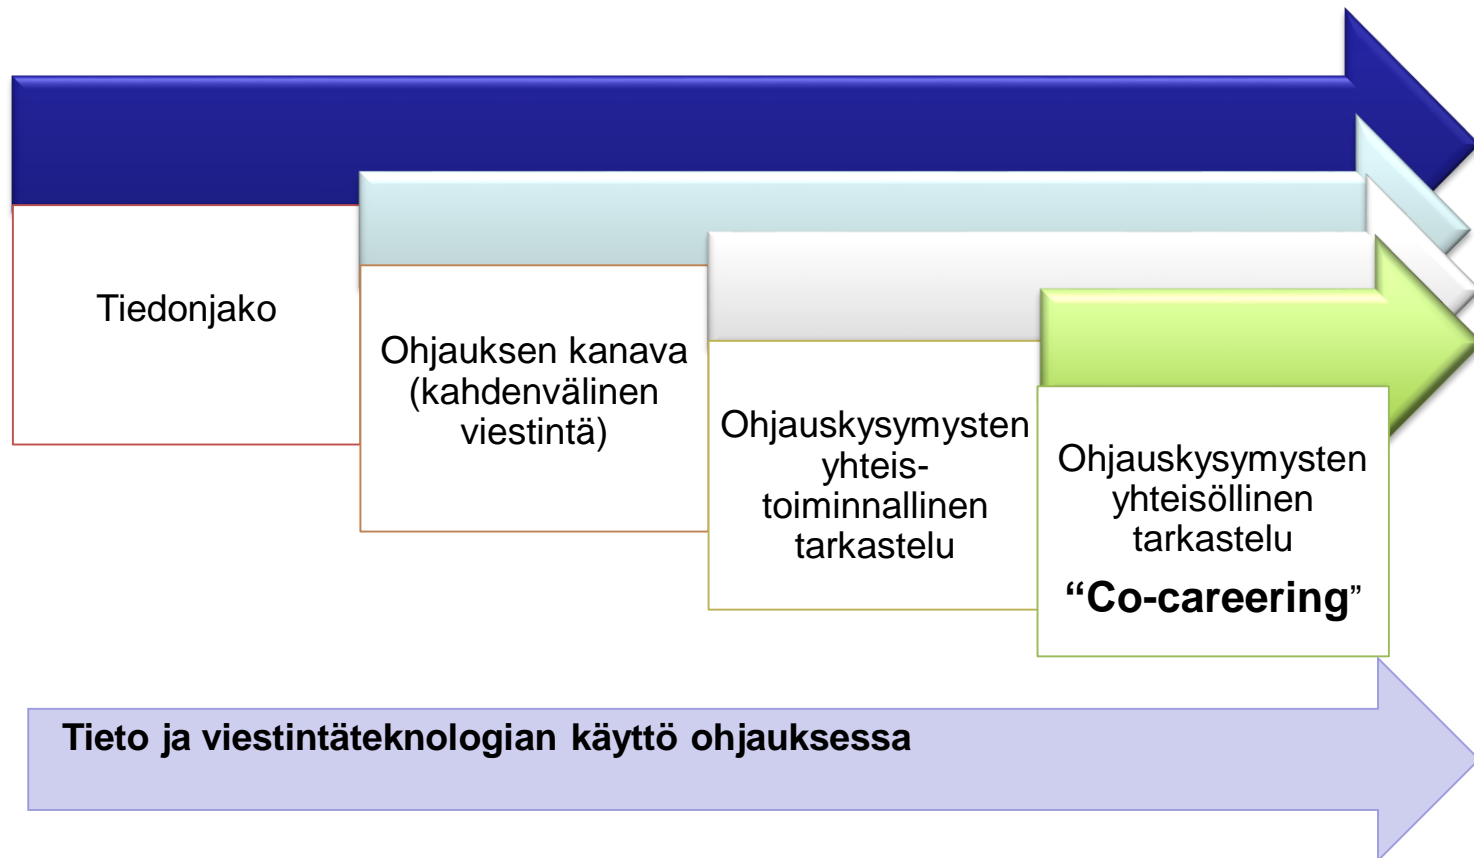 Tiedonjako
Ohjauksen kanava
(kahdenvälinen
viestintä)
Ohjauskysymysten
yhteis-
toiminnallinen
tarkastelu
Ohjauskysymysten
yhteisöllinen
tarkastelu
“Co-careering”
Tieto ja viestintäteknologian käyttö ohjauksessa